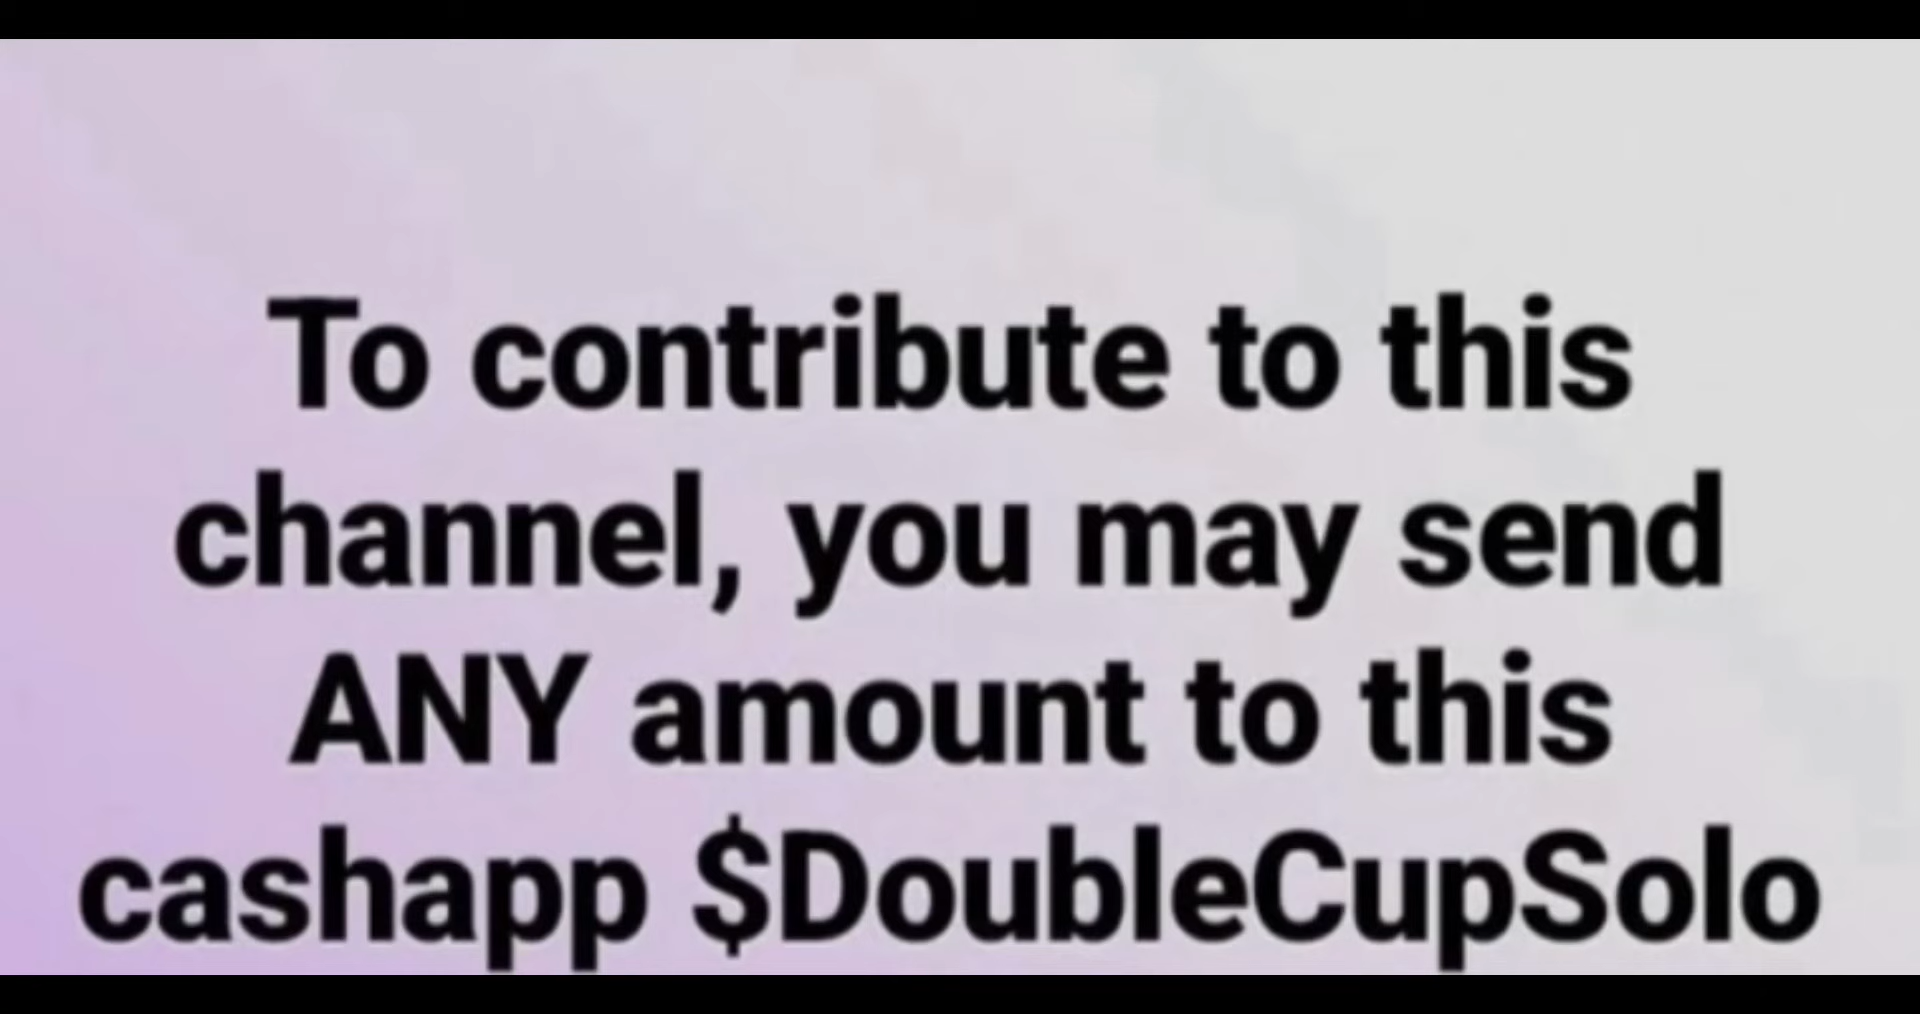 To contribute to this
channel, you may send
ANY amount to this
cashapp $DoubleCupSolo